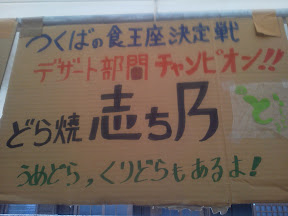 つくばの食王座決定戦
デザート部門チャンピオン!!
どら焼 志ち乃
うめどら,くりどらもあるよ!